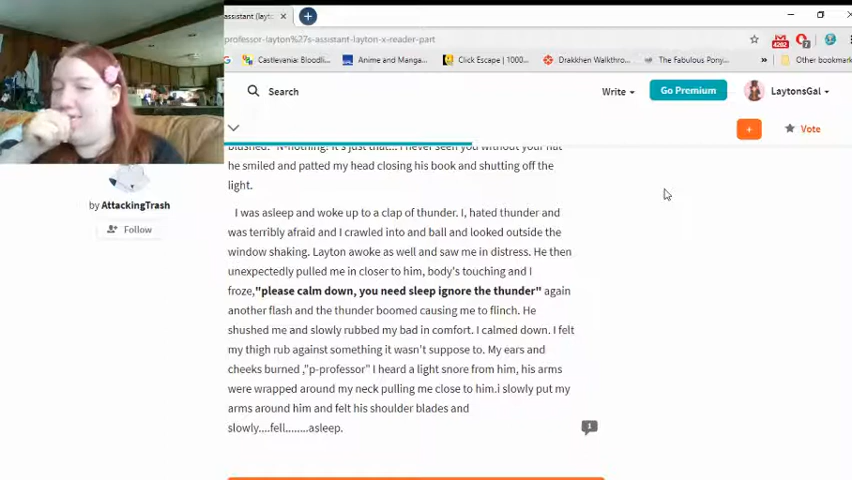 assistant (layto
professor-layton%27s-assistant-layton-x-reader-part
4262
7
Castlevania: Bloodli... Anime and Manga... Click Escape | 1000... Drakkhen Walkthro... The Fabulous Pony... » Other bookmark
Search Write Go Premium LaytonsGal
+ Vote
blushed. "N-nothing. It's just that... I never seen you without your hat"
he smiled and patted my head closing his book and shutting off the
light.
by AttackingTrash
Follow
I was asleep and woke up to a clap of thunder. I, hated thunder and
was terribly afraid and I crawled into and ball and looked outside the
window shaking. Layton awoke as well and saw me in distress. He then
unexpectedly pulled me in closer to him, body's touching and I
froze,"please calm down, you need sleep ignore the thunder" again
another flash and the thunder boomed causing me to flinch. He
shushed me and slowly rubbed my bad in comfort. I calmed down. I felt
my thigh rub against something it wasn't suppose to. My ears and
cheeks burned ,"p-professor" I heard a light snore from him, his arms
were wrapped around my neck pulling me close to him.i slowly put my
arms around him and felt his shoulder blades and
slowly....fell........asleep.
1